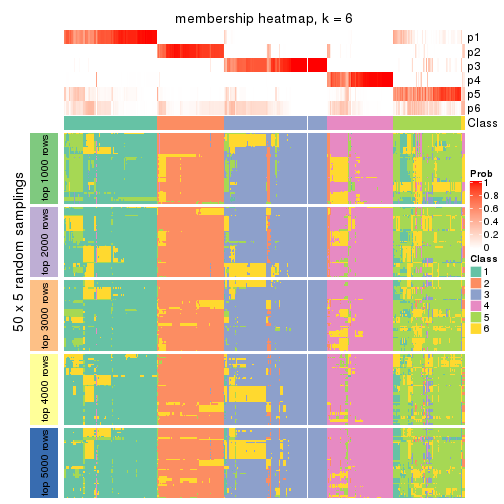 membership heatmap, k = 6
p1
p2
p3
p4
p5
p6
Class
50 x 5 random samplings
top 1000 rows
top 2000 rows
top 3000 rows
top 4000 rows
top 5000 rows
Prob
1
0.8
0.6
0.4
0.2
0
Class
1
2
3
4
5
6